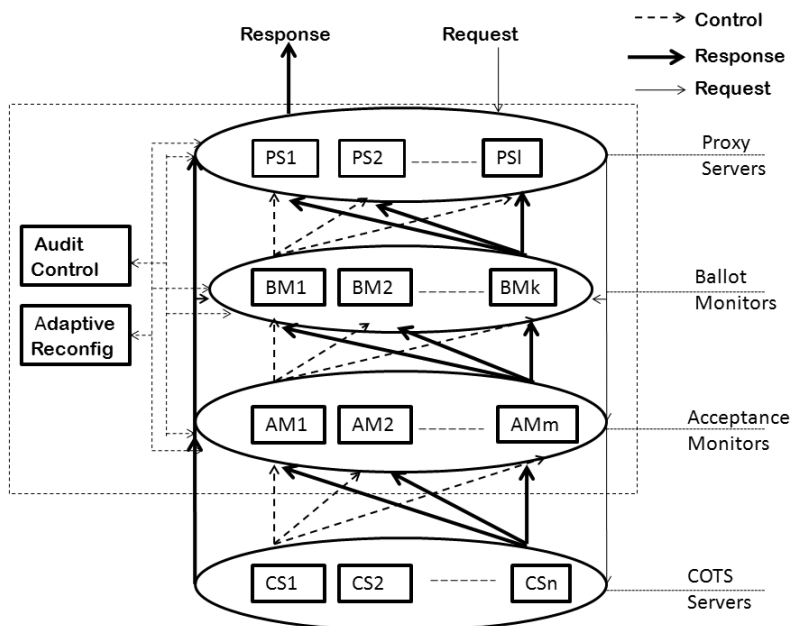 Control
Response
Request
Response
Request
PS1
PS2
PSl
Proxy
Servers
Audit
Control
BM1
BM2
BMk
Ballot
Monitors
Adaptive
Reconfig
AM1
AM2
AMm
Acceptance
Monitors
CS1
CS2
CSn
COTS
Servers